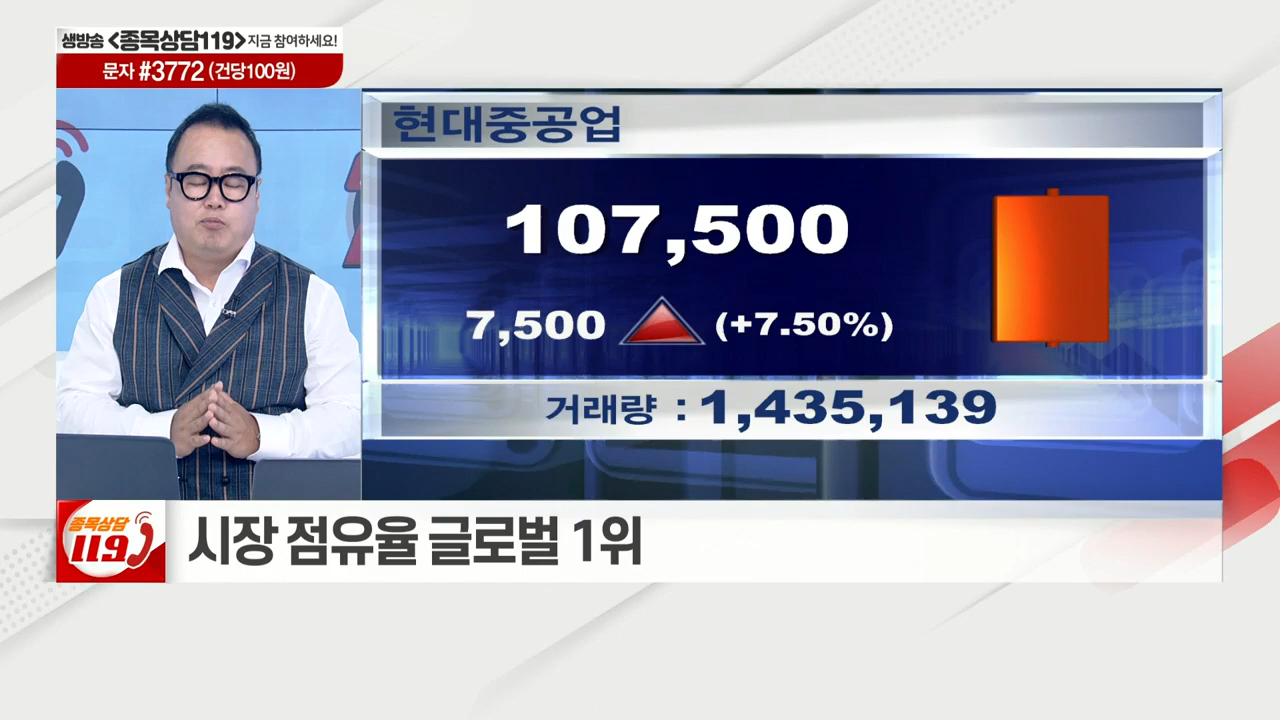 생방송 <종목상담119> 지금 참여하세요!
문자 #3772 (건당100원)
현대중공업
107,500
7,500 (+7.50%)
거래량 : 1,435,139
종목상담
119
시장 점유율 글로벌 1위